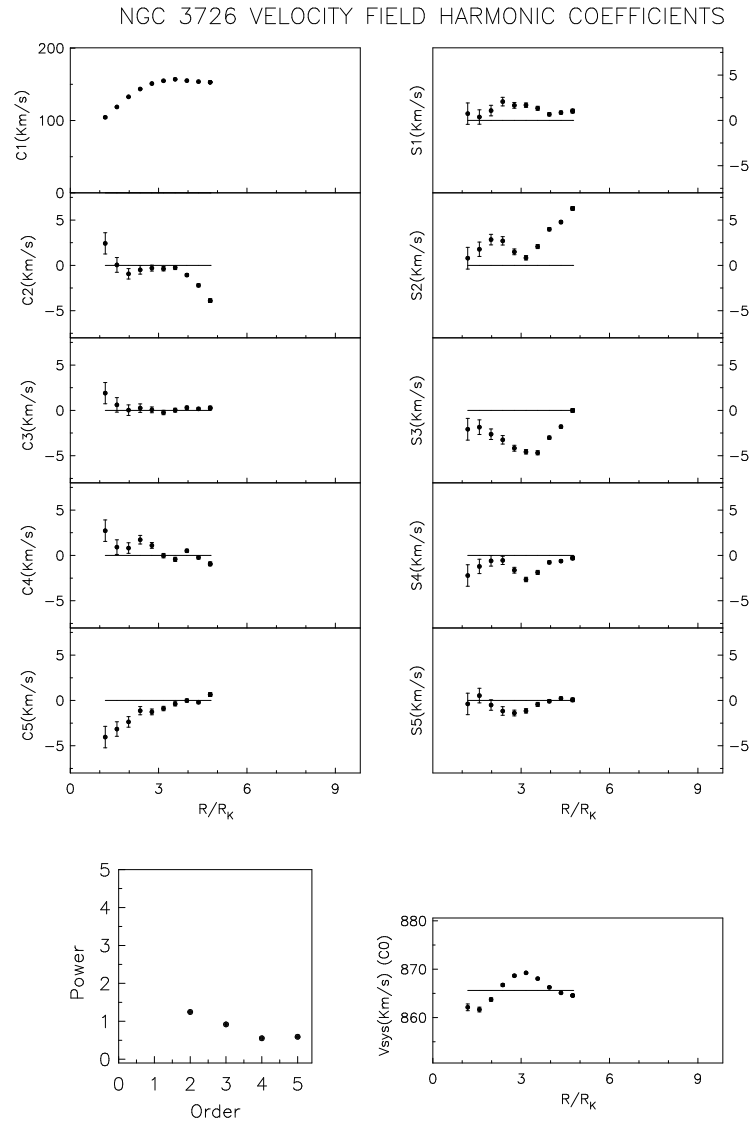 NGC 3726 VELOCITY FIELD HARMONIC COEFFICIENTS
200
100
0
C1(Km/s)
5
0
−5
S1(Km/s)
5
0
−5
C2(Km/s)
5
0
−5
S2(Km/s)
5
0
−5
C3(Km/s)
5
0
−5
S3(Km/s)
5
0
−5
C4(Km/s)
5
0
−5
S4(Km/s)
5
0
−5
C5(Km/s)
5
0
−5
S5(Km/s)
0 3 6 9
R/R_K
0 3 6 9
R/R_K
5
4
3
2
1
0
Power
0 1 2 3 4 5
Order
880
870
860
Vsys(Km/s) (C0)
0 3 6 9
R/R_K